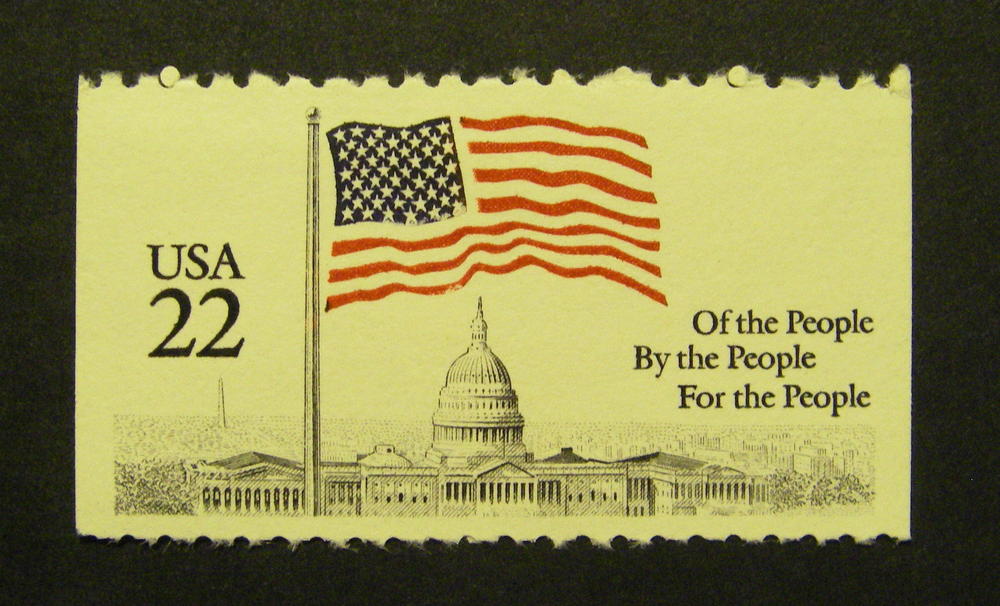 USA
22
Of the People
By the People
For the People